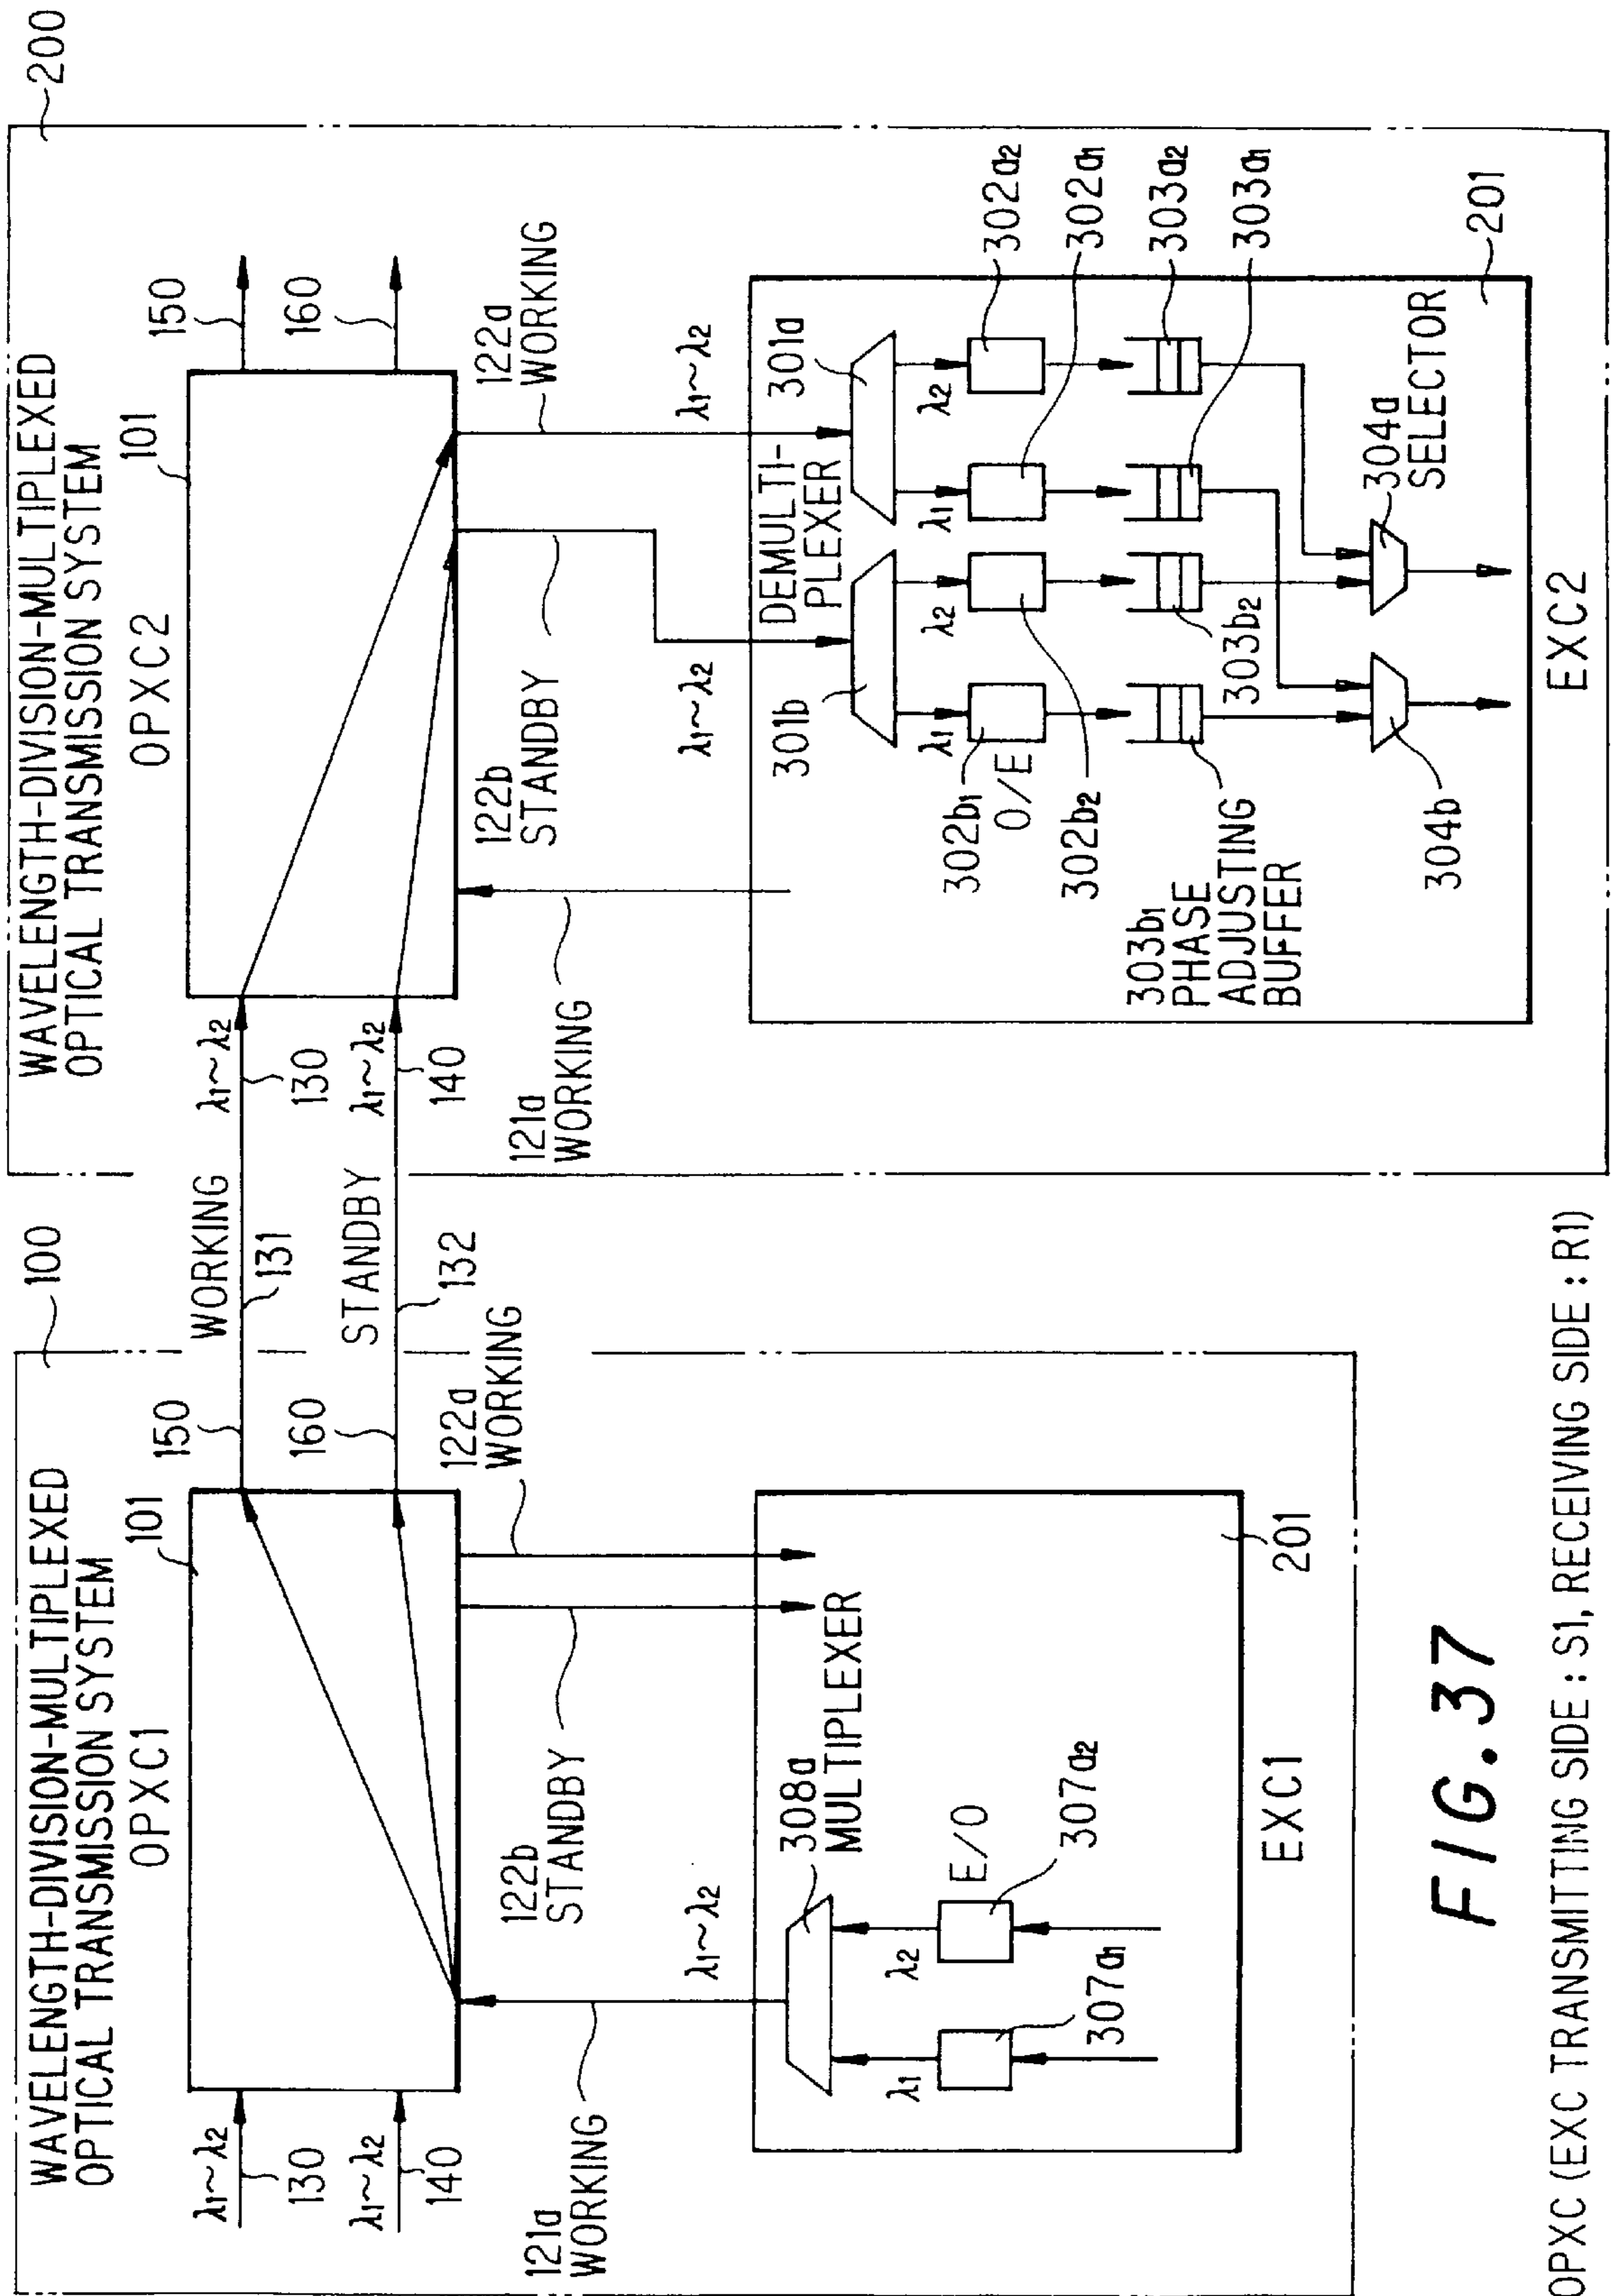 WAVELENGTH-DIVISION-MULTIPLEXED
OPTICAL TRANSMISSION SYSTEM
100
OPXC1
101
λ1~λ2
130
λ1~λ2
140
150
160
WORKING
131
STANDBY
132
121a
WORKING
122b
STANDBY
122a
WORKING
λ1~λ2
308a
MULTIPLEXER
λ1
λ2
E/O
307a1
307a2
201
EXC1
WAVELENGTH-DIVISION-MULTIPLEXED
OPTICAL TRANSMISSION SYSTEM
200
OPXC2
101
λ1~λ2
130
λ1~λ2
140
150
160
121a
WORKING
122b
STANDBY
122a
WORKING
λ1~λ2
λ1~λ2
301b
DEMULTI-
PLEXER
301a
λ1
λ2
λ1
λ2
302b1
O/E
302b2
302a2
302a1
303b1
PHASE
ADJUSTING
BUFFER
303b2
303a2
303a1
304b
304a
SELECTOR
201
EXC2
FIG.37
OPXC (EXC TRANSMITTING SIDE : S1, RECEIVING SIDE : R1)